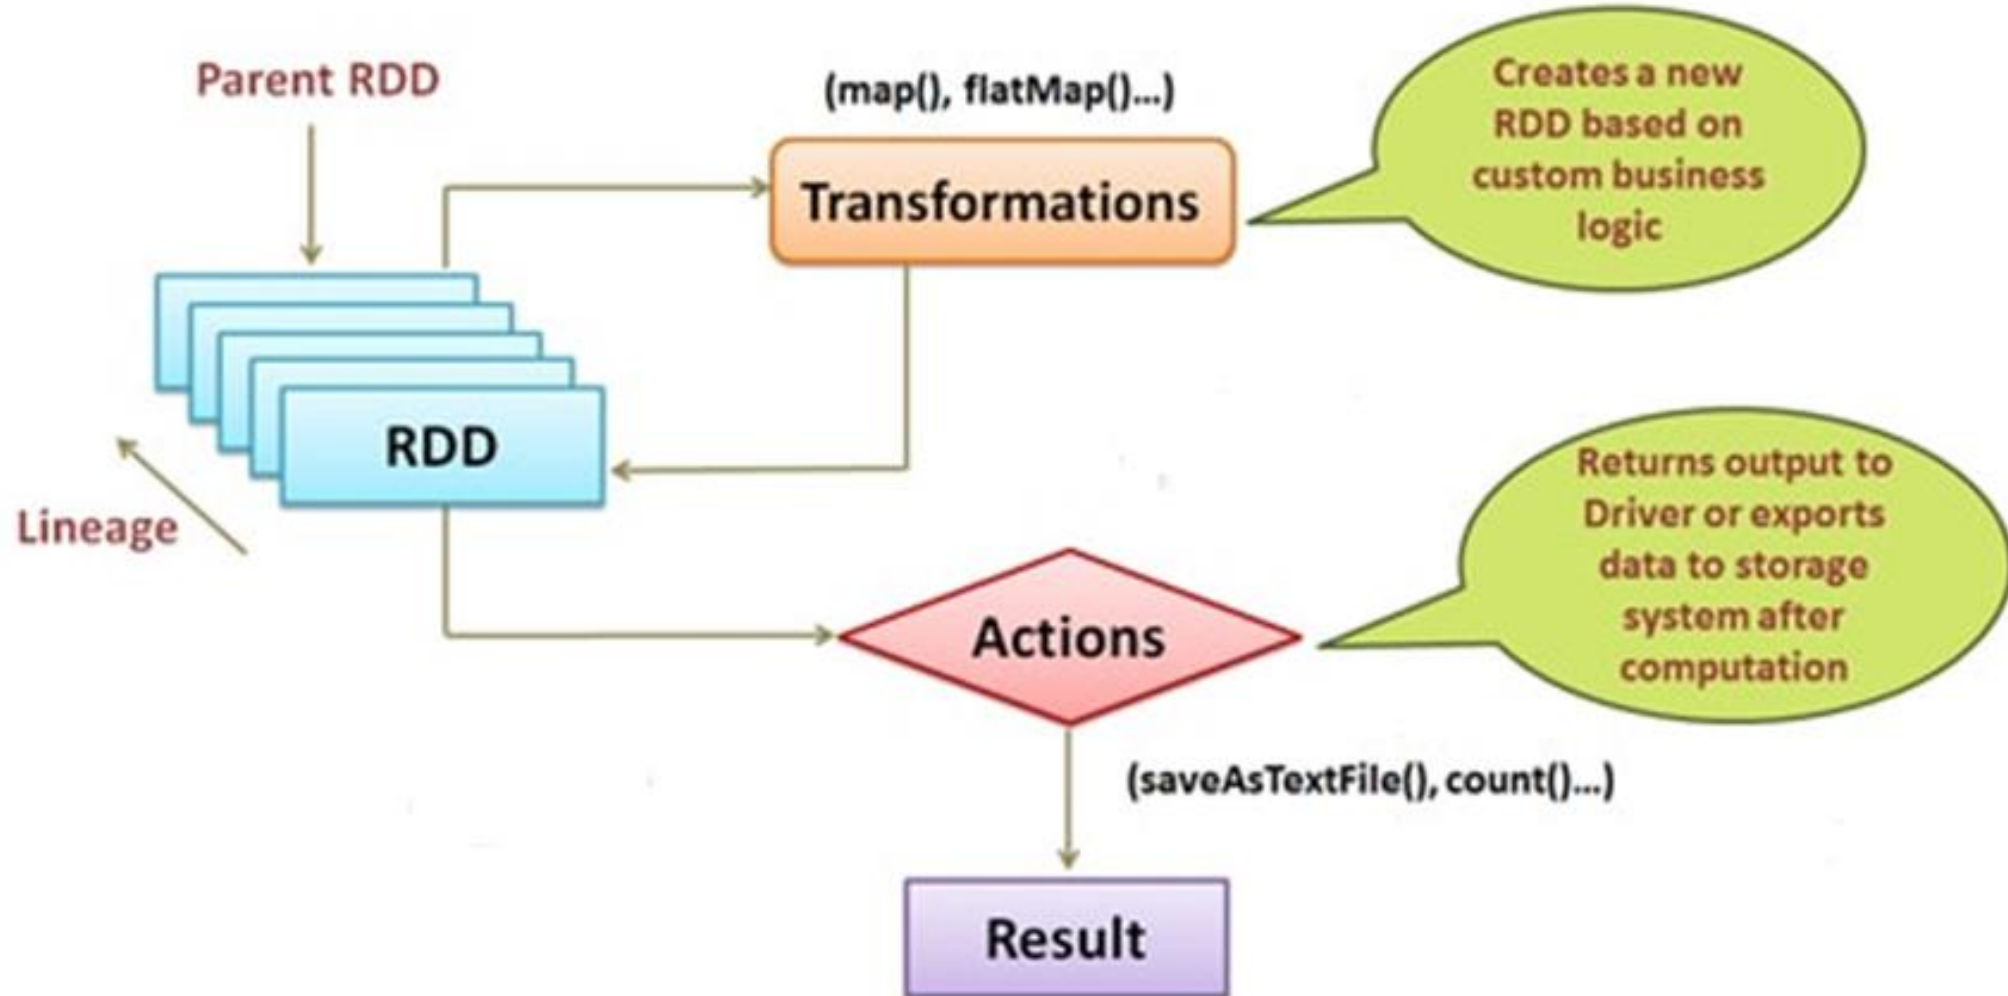 Parent RDD
(map(), flatMap()...)
Transformations
Creates a new
RDD based on
custom business
logic
RDD
Lineage
Actions
Returns output to
Driver or exports
data to storage
system after
computation
(saveAsTextFile(), count()...)
Result